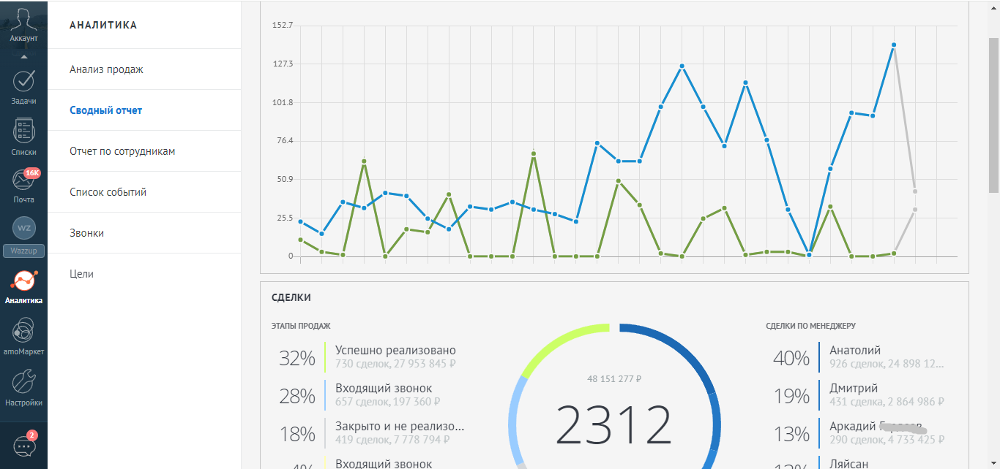 Аккаунт
Задачи
Списки
16K
Почта
WZ
Wazzup
Аналитика
amoМаркет
Настройки
2
АНАЛИТИКА
Анализ продаж
Сводный отчет
Отчет по сотрудникам
Список событий
Звонки
Цели
152.7
127.3
101.8
76.4
50.9
25.5
0
СДЕЛКИ
ЭТАПЫ ПРОДАЖ
32%
Успешно реализовано
730 сделок, 27 953 845 ₽
28%
Входящий звонок
657 сделок, 197 360 ₽
18%
Закрыто и не реализо...
419 сделок, 7 778 794 ₽
4%
Входящий звонок
48 151 277 ₽
2312
СДЕЛКИ ПО МЕНЕДЖЕРУ
40%
Анатолий
926 сделок, 24 898 12...
19%
Дмитрий
431 сделка, 2 864 986 ₽
13%
Аркадий
290 сделок, 4 733 425 ₽
13%
Ляйсан